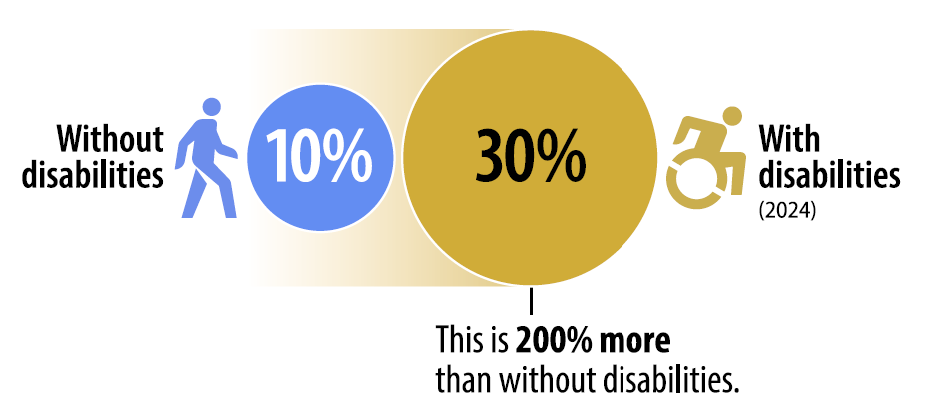 Without
disabilities
10%
30%
With
disabilities
(2024)
This is 200% more
than without disabilities.